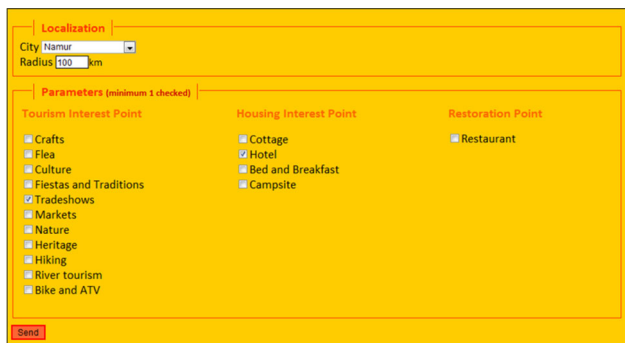 Localization
City Namur
Radius 100 km
Parameters (minimum 1 checked)
Tourism Interest Point
Crafts
Flea
Culture
Fiestas and Traditions
Tradeshows
Markets
Nature
Heritage
Hiking
River tourism
Bike and ATV
Housing Interest Point
Cottage
Hotel
Bed and Breakfast
Campsite
Restoration Point
Restaurant
Send